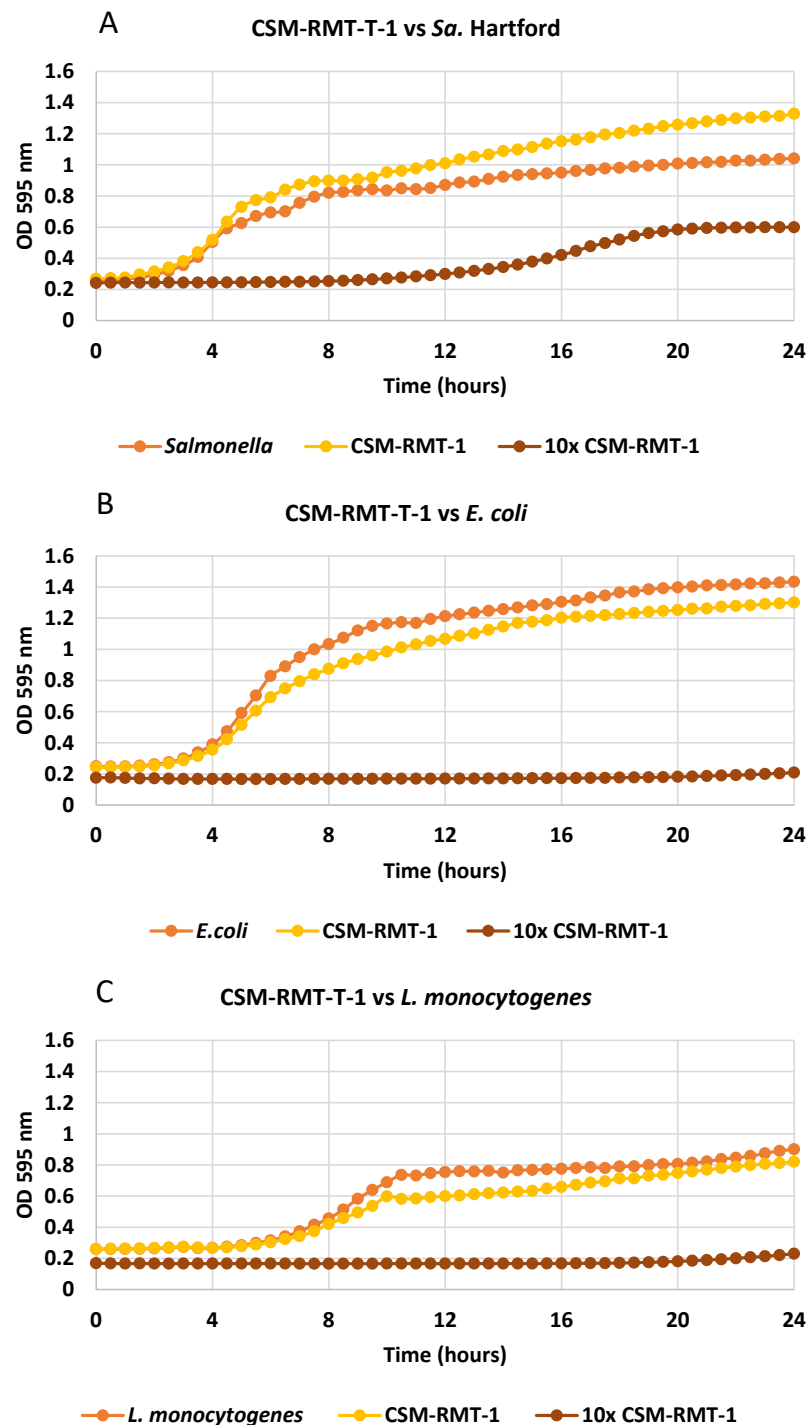 A
CSM-RMT-T-1 vs Sa. Hartford
1.6
1.4
1.2
1
0.8
0.6
0.4
0.2
0
OD 595 nm
0 4 8 12 16 20 24
Time (hours)
Salmonella CSM-RMT-1 10x CSM-RMT-1
B
CSM-RMT-T-1 vs E. coli
1.6
1.4
1.2
1
0.8
0.6
0.4
0.2
0
OD 595 nm
0 4 8 12 16 20 24
Time (hours)
E.coli CSM-RMT-1 10x CSM-RMT-1
C
CSM-RMT-T-1 vs L. monocytogenes
1.6
1.4
1.2
1
0.8
0.6
0.4
0.2
0
OD 595 nm
0 4 8 12 16 20 24
Time (hours)
L. monocytogenes CSM-RMT-1 10x CSM-RMT-1